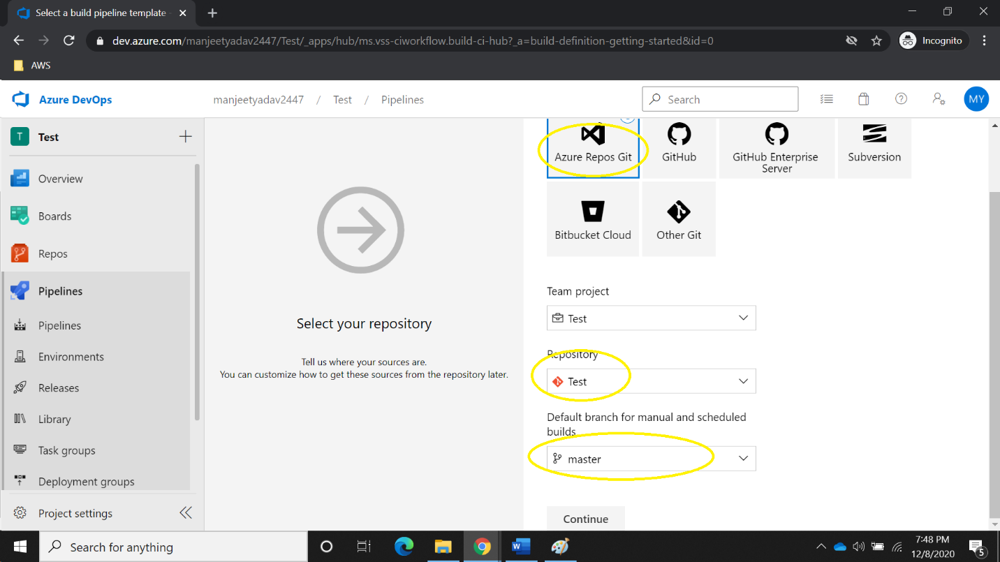 Select a build pipeline template -
dev.azure.com/manjeetyadav2447/Test/_apps/hub/ms.vss-ciworkflow.build-ci-hub?_a=build-definition-getting-started&id=0
Incognito
AWS
Azure DevOps
manjeetyadav2447 / Test / Pipelines
Search
MY
T
Test
Overview
Boards
Repos
Pipelines
Pipelines
Environments
Releases
Library
Task groups
Deployment groups
Project settings
Select your repository
Tell us where your sources are.
You can customize how to get these sources from the repository later.
Azure Repos Git
GitHub
GitHub Enterprise
Server
Subversion
Bitbucket Cloud
Other Git
Team project
Test
Repository
Test
Default branch for manual and scheduled
builds
master
Continue
Search for anything
7:48 PM
12/8/2020
5